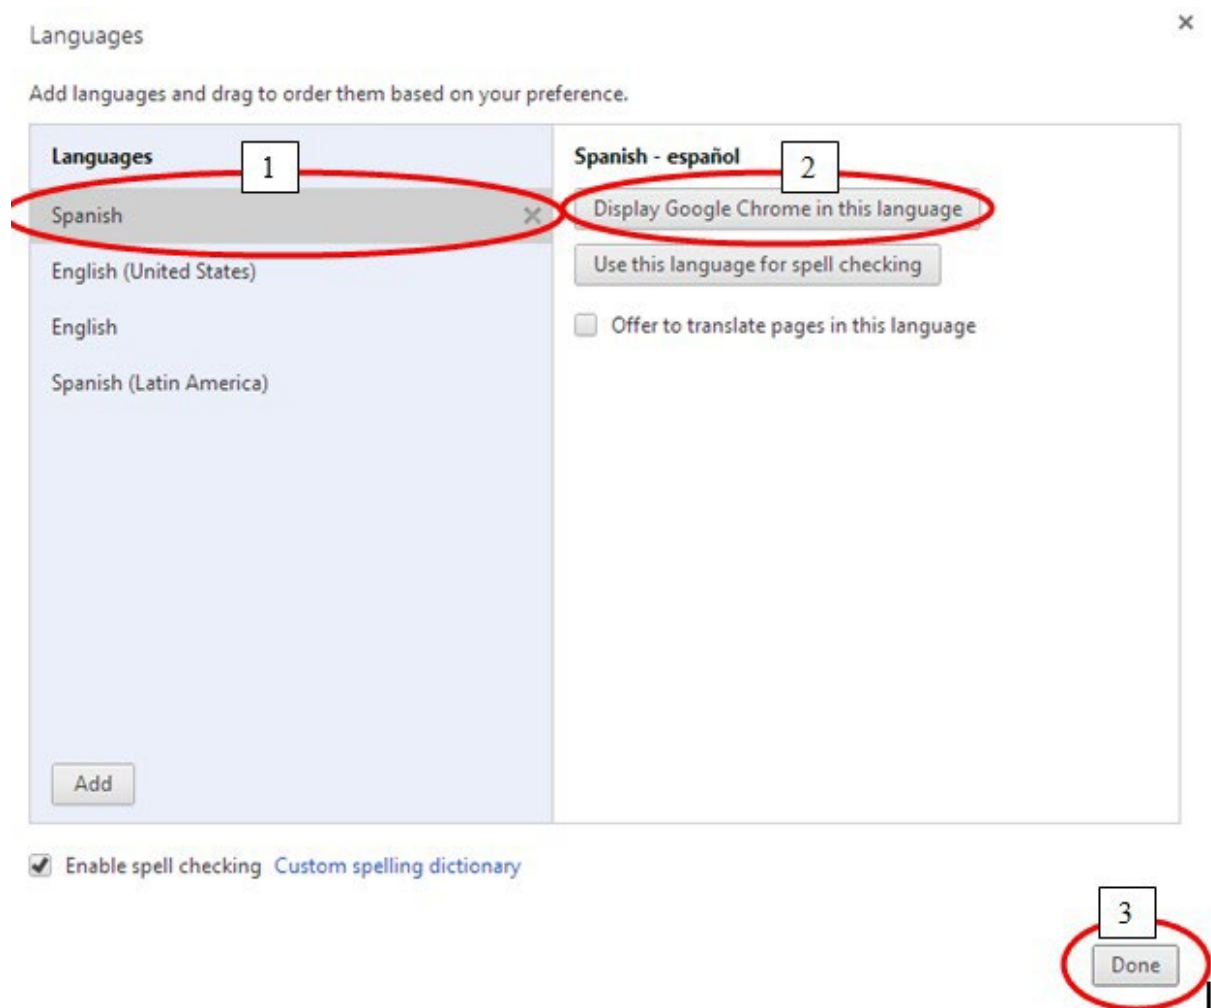 Languages
Add languages and drag to order them based on your preference.
Languages
1
Spanish
English (United States)
English
Spanish (Latin America)
Add
Spanish - español
2
Display Google Chrome in this language
Use this language for spell checking
Offer to translate pages in this language
Enable spell checking Custom spelling dictionary
3
Done